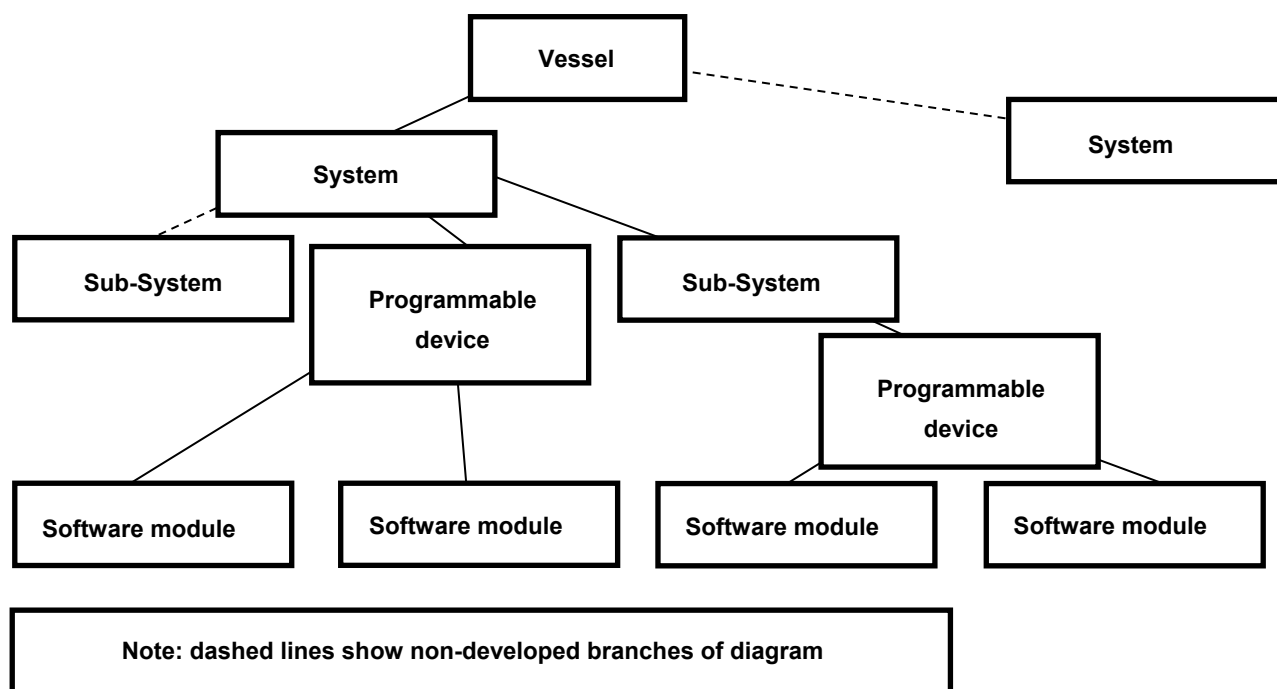 Vessel
System
System
Sub-System
Programmable
device
Sub-System
Programmable
device
Software module
Software module
Software module
Software module
Note: dashed lines show non-developed branches of diagram